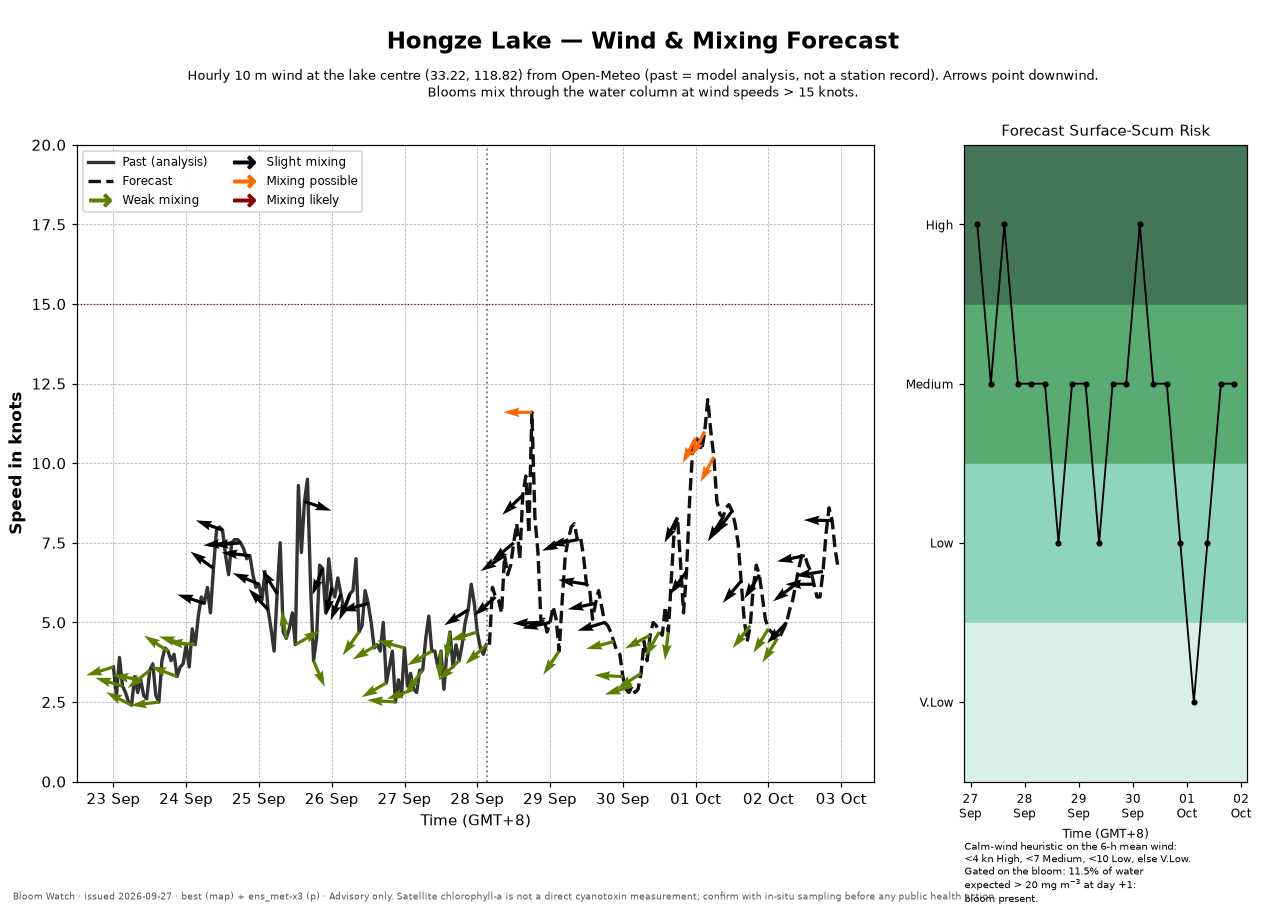 Hongze Lake — Wind & Mixing Forecast
Hourly 10 m wind at the lake centre (33.22, 118.82) from Open-Meteo (past = model analysis, not a station record). Arrows point downwind.
Blooms mix through the water column at wind speeds > 15 knots.
Forecast Surface-Scum Risk
Past (analysis)
Forecast
Weak mixing
Slight mixing
Mixing possible
Mixing likely
Speed in knots
20.0
17.5
15.0
12.5
10.0
7.5
5.0
2.5
0.0
23 Sep 24 Sep 25 Sep 26 Sep 27 Sep 28 Sep 29 Sep 30 Sep 01 Oct 02 Oct 03 Oct
Time (GMT+8)
High
Medium
Low
V.Low
27 28 29 30 01 02
Sep Sep Sep Sep Oct Oct
Time (GMT+8)
Calm-wind heuristic on the 6-h mean wind:
<4 kn High, <7 Medium, <10 Low, else V.Low.
Gated on the bloom: 11.5% of water
expected > 20 mg m⁻³ at day +1:
bloom present.
Bloom Watch · issued 2026-09-27 · best (map) + ens_met-x3 (p) · Advisory only. Satellite chlorophyll-a is not a direct cyanotoxin measurement; confirm with in-situ sampling before any public health action.